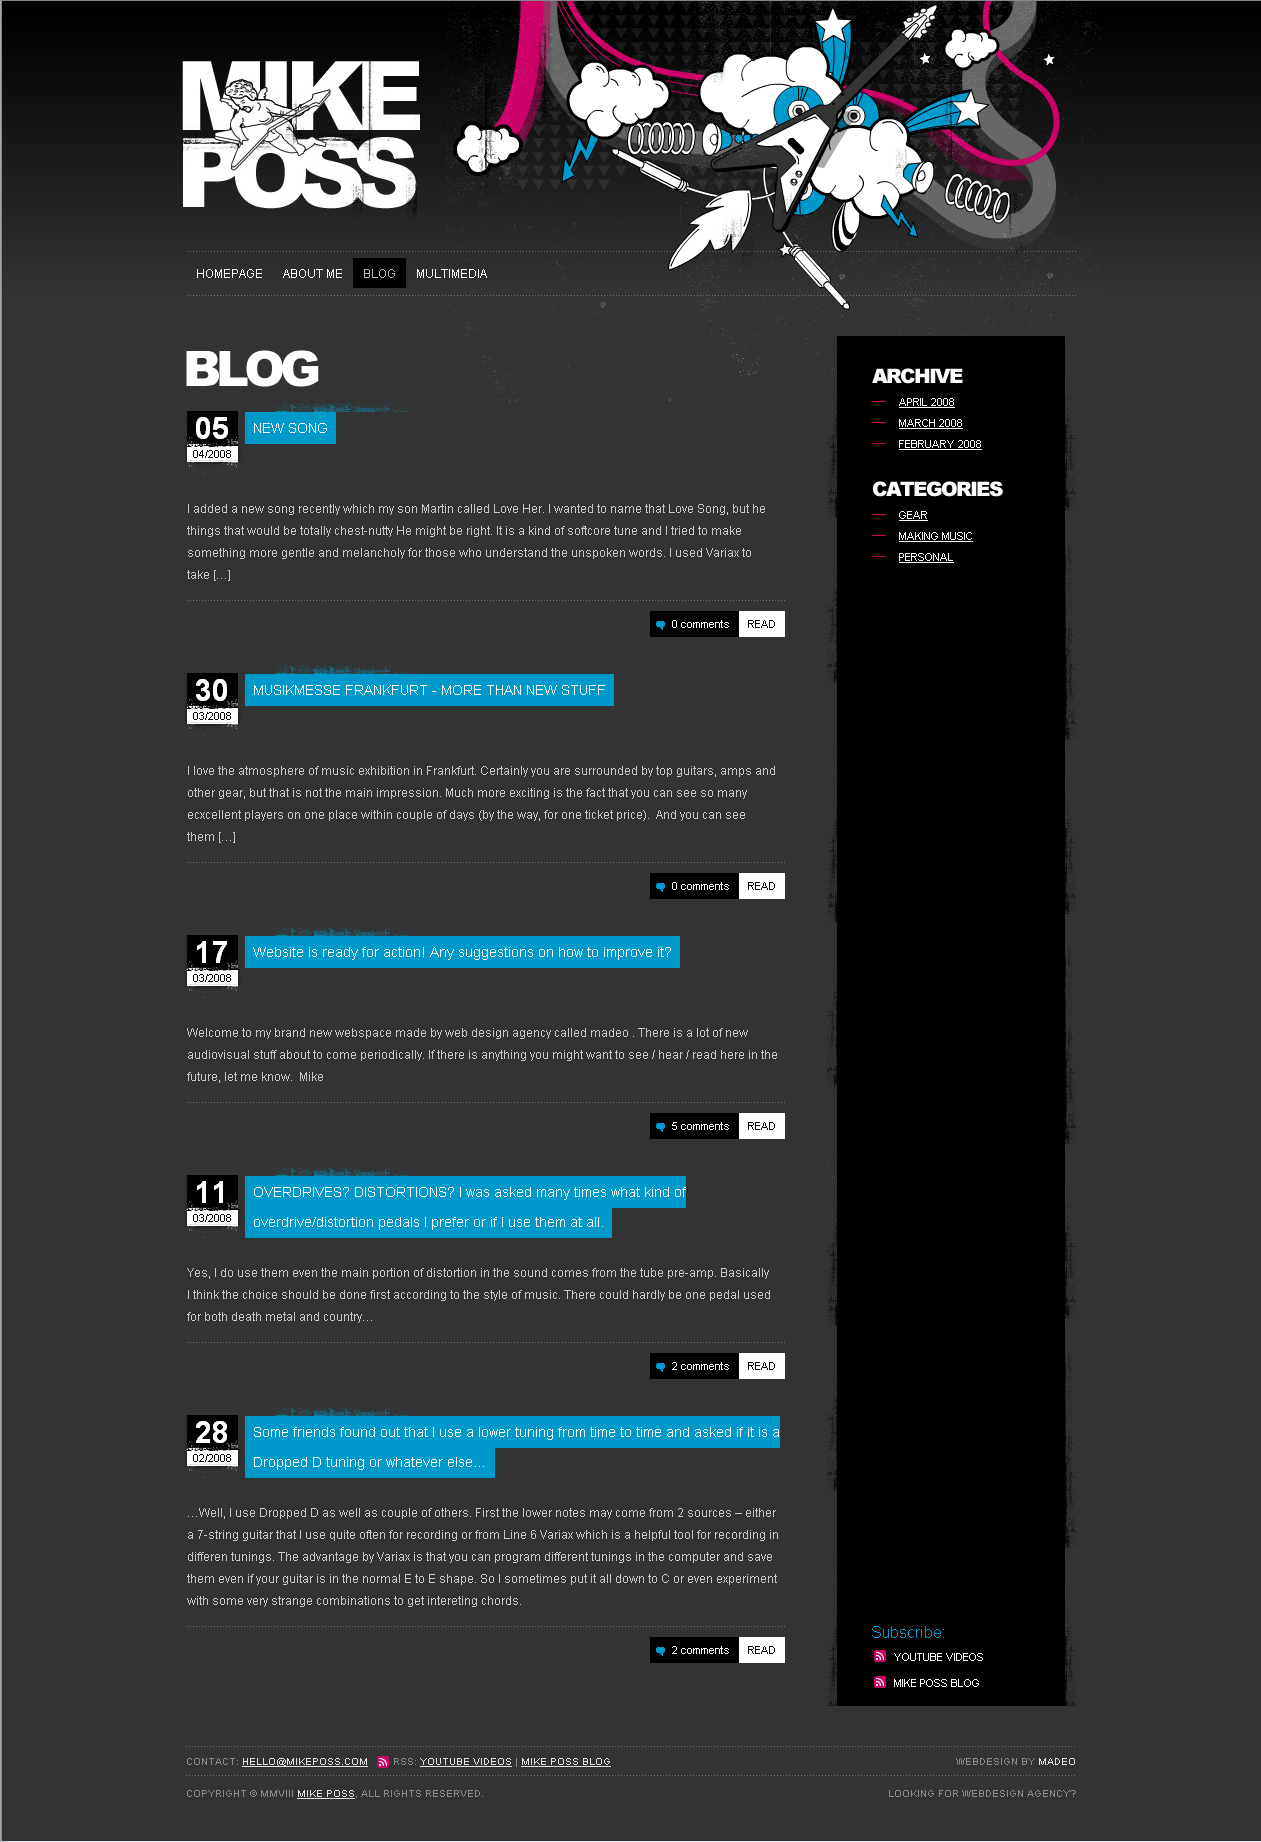 MIKE
POSS
HOMEPAGE ABOUT ME BLOG MULTIMEDIA
BLOG
05
04/2008
NEW SONG
I added a new song recently which my son Martin called Love Her. I wanted to name that Love Song, but he
things that would be totally chest-nutty He might be right. It is a kind of softcore tune and I tried to make
something more gentle and melancholy for those who understand the unspoken words. I used Variax to
take [...]
0 comments READ
30
03/2008
MUSIKMESSE FRANKFURT - MORE THAN NEW STUFF
I love the atmosphere of music exhibition in Frankfurt. Certainly you are surrounded by top guitars, amps and
other gear, but that is not the main impression. Much more exciting is the fact that you can see so many
ecxcellent players on one place within couple of days (by the way, for one ticket price). And you can see
them [...]
0 comments READ
17
03/2008
Website is ready for action! Any suggestions on how to improve it?
Welcome to my brand new webspace made by web design agency called madeo . There is a lot of new
audiovisual stuff about to come periodically. If there is anything you might want to see / hear / read here in the
future, let me know. Mike
5 comments READ
11
03/2008
OVERDRIVES? DISTORTIONS? I was asked many times what kind of
overdrive/distortion pedals I prefer or if I use them at all.
Yes, I do use them even the main portion of distortion in the sound comes from the tube pre-amp. Basically
I think the choice should be done first according to the style of music. There could hardly be one pedal used
for both death metal and country...
2 comments READ
28
02/2008
Some friends found out that I use a lower tuning from time to time and asked if it is a
Dropped D tuning or whatever else...
...Well, I use Dropped D as well as couple of others. First the lower notes may come from 2 sources – either
a 7-string guitar that I use quite often for recording or from Line 6 Variax which is a helpful tool for recording in
differen tunings. The advantage by Variax is that you can program different tunings in the computer and save
them even if your guitar is in the normal E to E shape. So I sometimes put it all down to C or even experiment
with some very strange combinations to get intereting chords.
2 comments READ
ARCHIVE
APRIL 2008
MARCH 2008
FEBRUARY 2008
CATEGORIES
GEAR
MAKING MUSIC
PERSONAL
Subscribe:
YOUTUBE VIDEOS
MIKE POSS BLOG
CONTACT: HELLO@MIKEPOSS.COM RSS: YOUTUBE VIDEOS | MIKE POSS BLOG WEBDESIGN BY MADEO
COPYRIGHT © MMVIII MIKE POSS, ALL RIGHTS RESERVED. LOOKING FOR WEBDESIGN AGENCY?